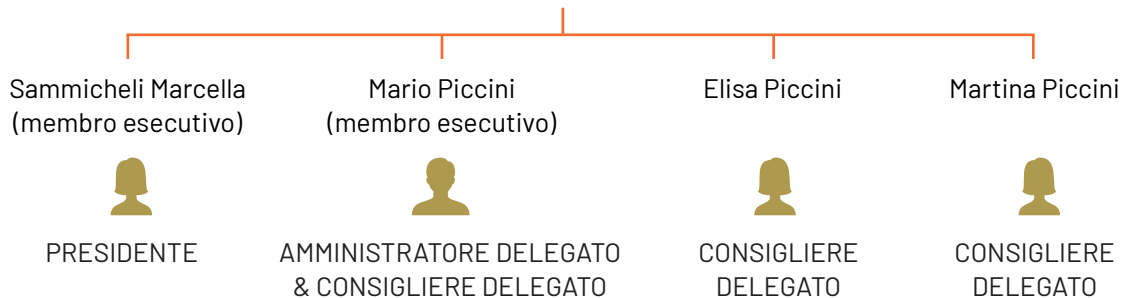 Sammicheli Marcella
(membro esecutivo)
PRESIDENTE
Mario Piccini
(membro esecutivo)
AMMINISTRATORE DELEGATO
& CONSIGLIERE DELEGATO
Elisa Piccini
CONSIGLIERE
DELEGATO
Martina Piccini
CONSIGLIERE
DELEGATO